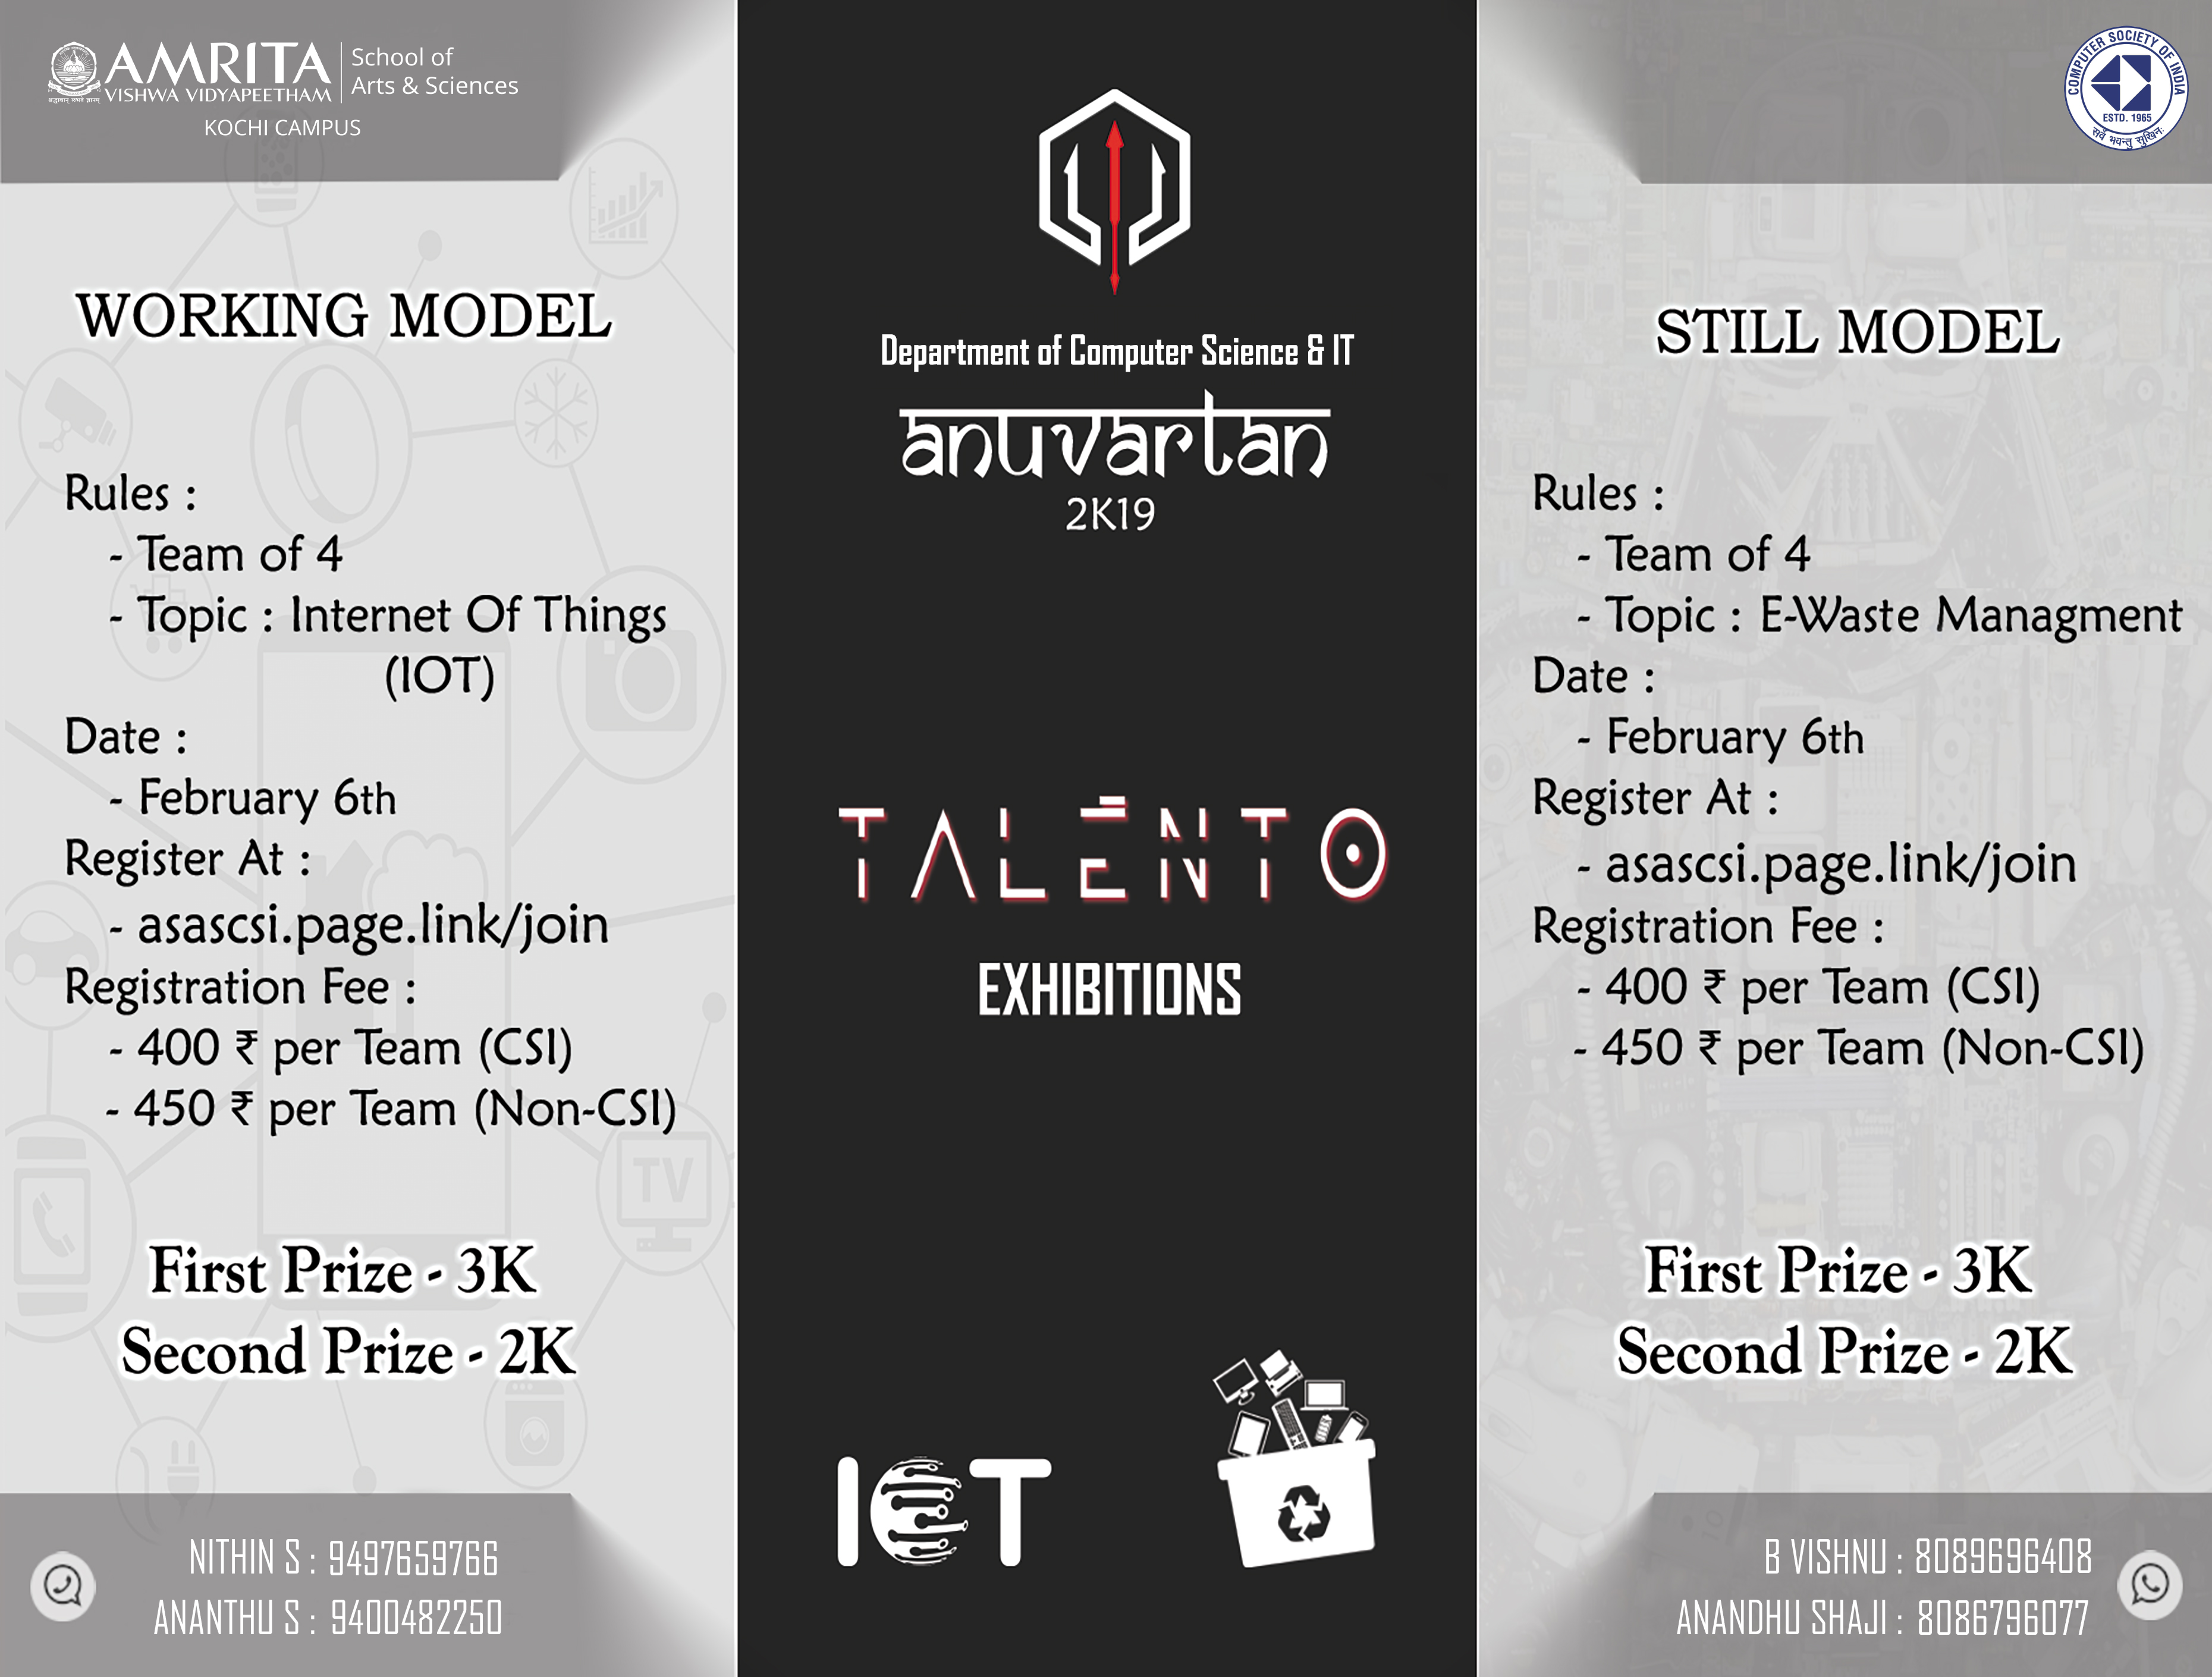 AMRITA
VISHWA VIDYAPEETHAM
School of
Arts & Sciences
KOCHI CAMPUS
WORKING MODEL
Rules :
- Team of 4
- Topic : Internet Of Things
(IOT)
Date :
- February 6th
Register At :
- asascsi.page.link/join
Registration Fee :
- 400 ₹ per Team (CSI)
- 450 ₹ per Team (Non-CSI)
First Prize - 3K
Second Prize - 2K
TV
NITHIN S : 9497659766
ANANTHU S : 9400482250
Department of Computer Science & IT
anuvartan
2K19
TALENTO
EXHIBITIONS
IOT
COMPUTER SOCIETY OF INDIA
ESTD. 1965
सर्वे भवन्तु सुखिनः
STILL MODEL
Rules :
- Team of 4
- Topic : E-Waste Managment
Date :
- February 6th
Register At :
- asascsi.page.link/join
Registration Fee :
- 400 ₹ per Team (CSI)
- 450 ₹ per Team (Non-CSI)
First Prize - 3K
Second Prize - 2K
B VISHNU : 8089696408
ANANDHU SHAJI : 8086796077